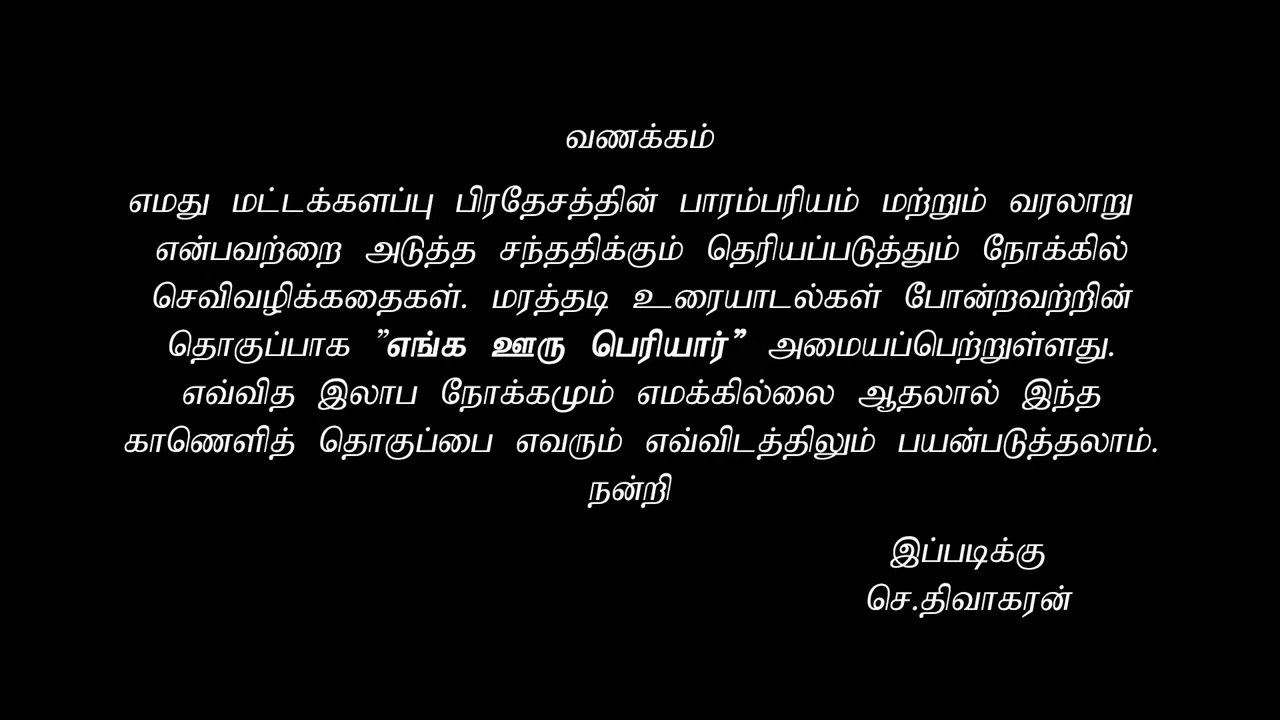 வணக்கம்
எமது மட்டக்களப்பு பிரதேசத்தின் பாரம்பரியம் மற்றும் வரலாறு
என்பவற்றை அடுத்த சந்ததிக்கும் தெரியப்படுத்தும் நோக்கில்
செவிவழிக்கதைகள். மரத்தடி உரையாடல்கள் போன்றவற்றின்
தொகுப்பாக ”எங்க ஊரு பெரியார்” அமையப்பெற்றுள்ளது.
எவ்வித இலாப நோக்கமும் எமக்கில்லை ஆதலால் இந்த
காணெளித் தொகுப்பை எவரும் எவ்விடத்திலும் பயன்படுத்தலாம்.
நன்றி
இப்படிக்கு
செ.திவாகரன்